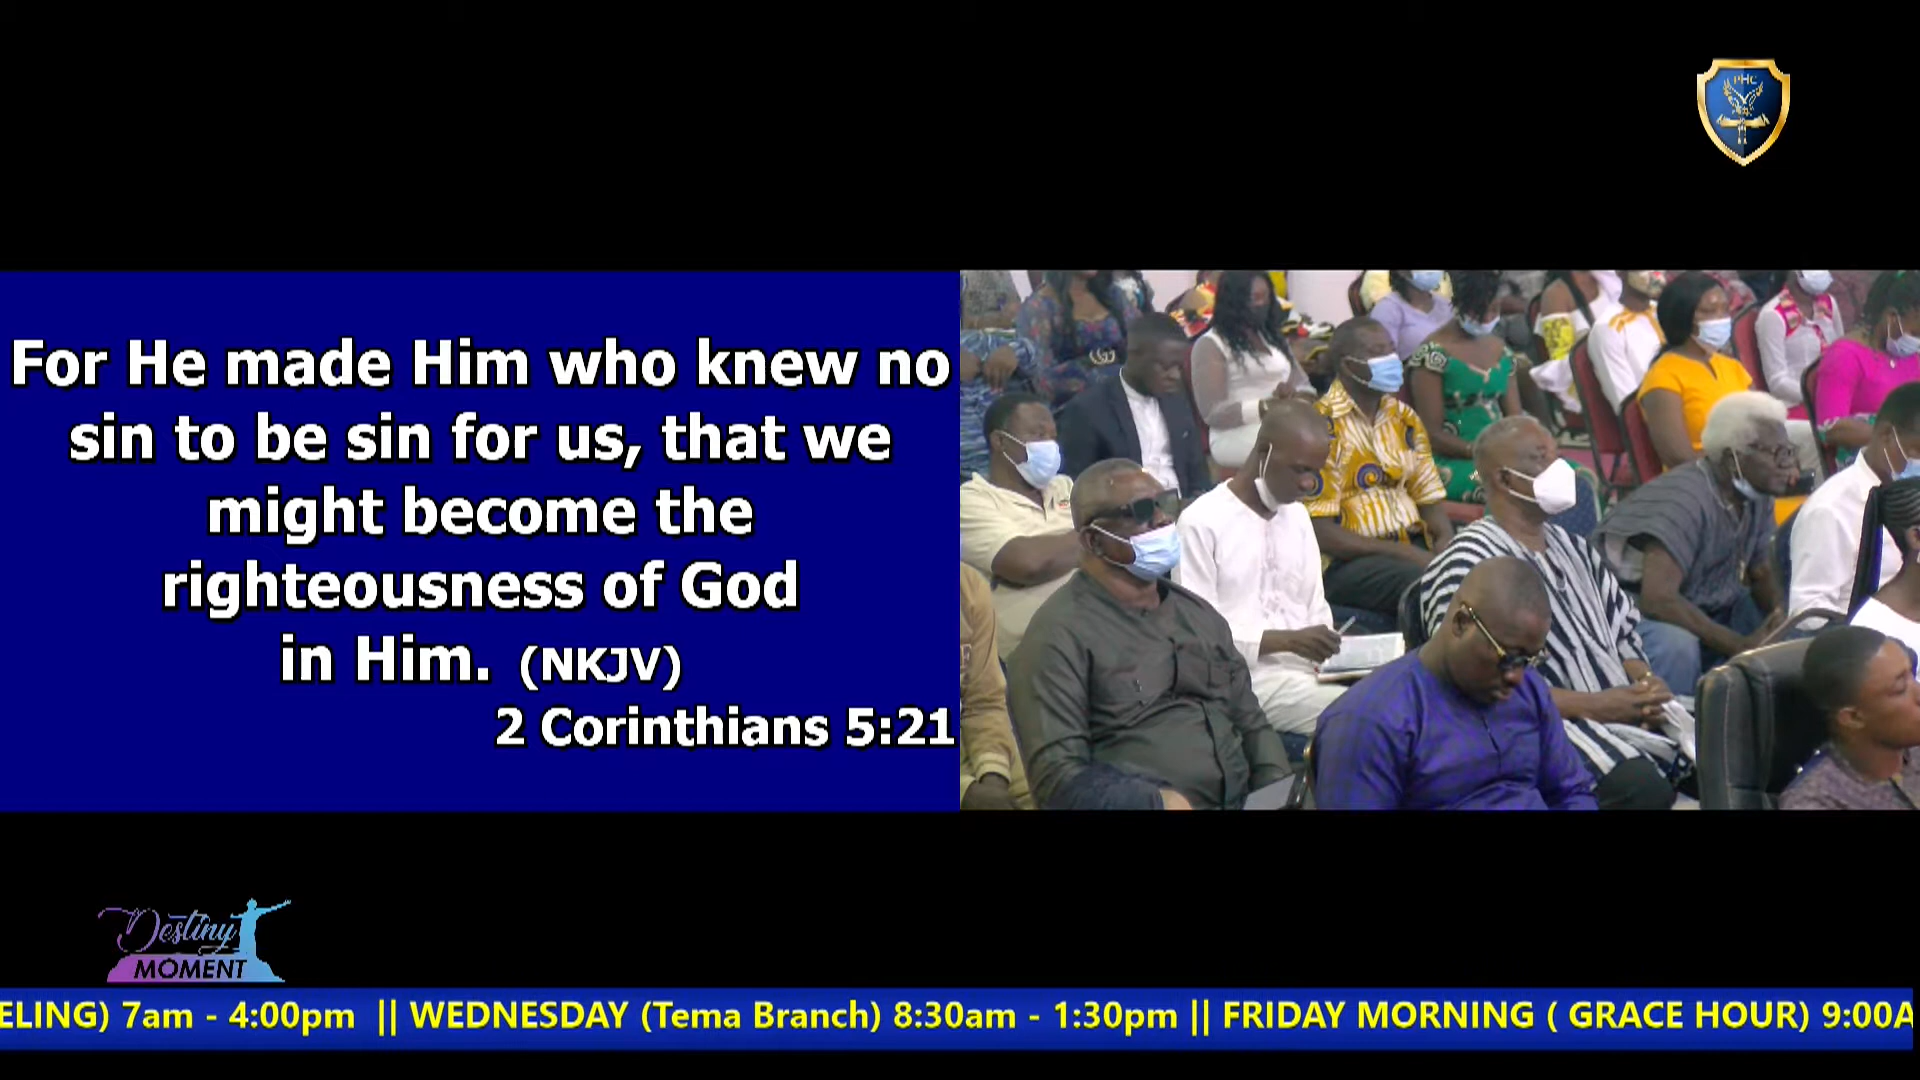 PHC
For He made Him who knew no
sin to be sin for us, that we
might become the
righteousness of God
in Him. (NKJV)
2 Corinthians 5:21
Destiny
MOMENT
ELING) 7am - 4:00pm || WEDNESDAY (Tema Branch) 8:30am - 1:30pm || FRIDAY MORNING ( GRACE HOUR) 9:00A